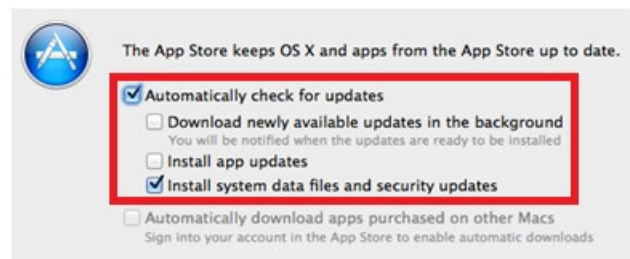 The App Store keeps OS X and apps from the App Store up to date.
Automatically check for updates
Download newly available updates in the background
You will be notified when the updates are ready to be installed
Install app updates
Install system data files and security updates
Automatically download apps purchased on other Macs
Sign into your account in the App Store to enable automatic downloads